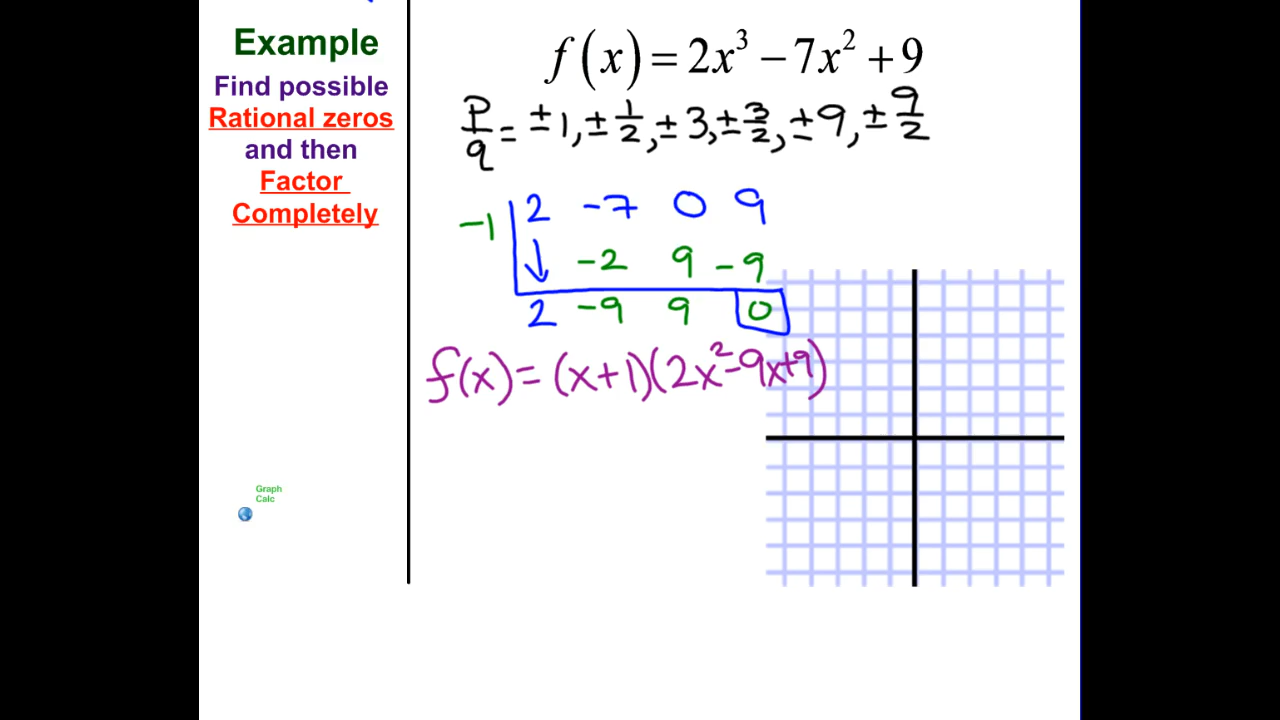 Example
Find possible
Rational zeros
and then
Factor
Completely
f(x) = 2x³ − 7x² + 9
p/q = ±1, ±1/2, ±3, ±3/2, ±9, ±9/2
-1 | 2 -7 0 9
↓ -2 9 -9
2 -9 9 0
f(x) = (x+1)(2x²-9x+9)
Graph
Calc